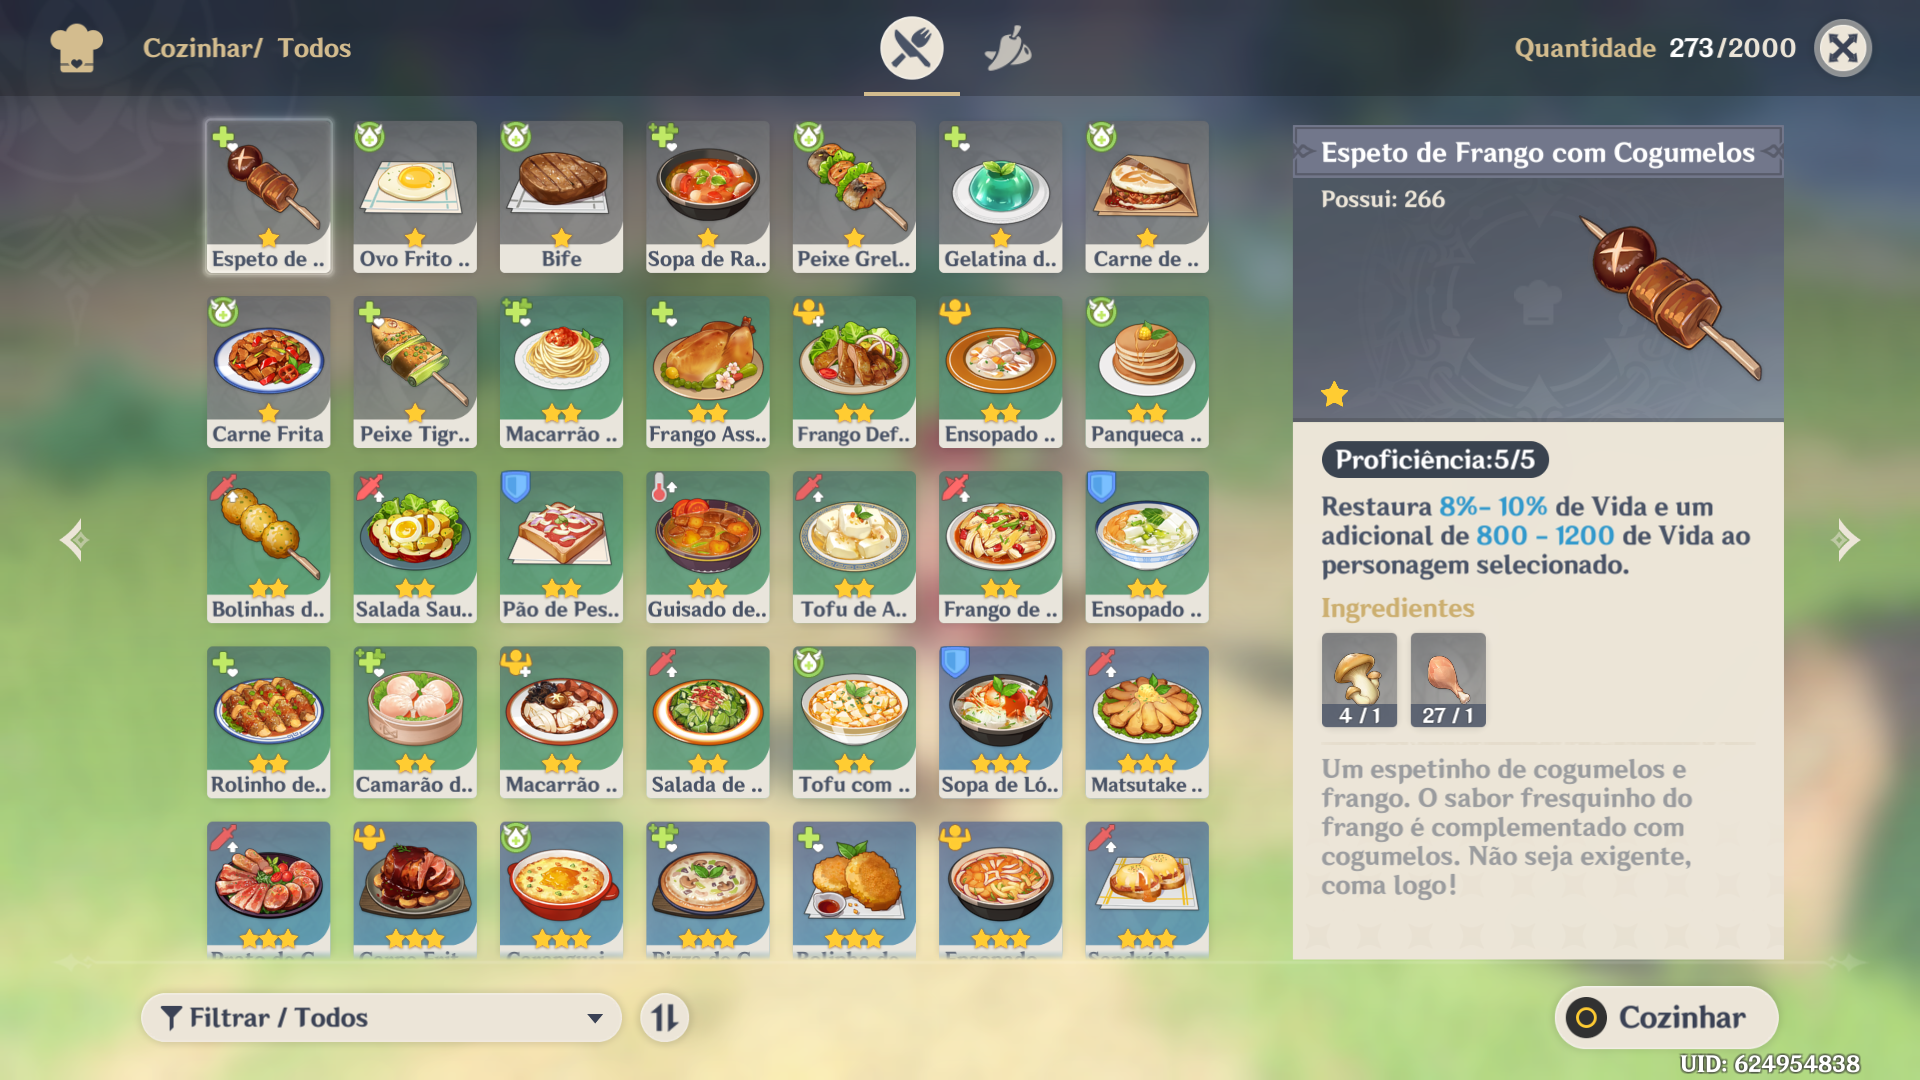 Cozinhar/ Todos
Quantidade 273/2000
Espeto de ..
Ovo Frito ..
Bife
Sopa de Ra..
Peixe Grel..
Gelatina d..
Carne de ..
Carne Frita
Peixe Tigr..
Macarrão ..
Frango Ass..
Frango Def..
Ensopado ..
Panqueca ..
Bolinhas d..
Salada Sau..
Pão de Pes..
Guisado de..
Tofu de A..
Frango de ..
Ensopado ..
Rolinho de..
Camarão d..
Macarrão ..
Salada de ..
Tofu com ..
Sopa de Ló..
Matsutake ..
Espeto de Frango com Cogumelos
Possui: 266
Proficiência:5/5
Restaura 8%- 10% de Vida e um
adicional de 800 - 1200 de Vida ao
personagem selecionado.
Ingredientes
4 / 1
27 / 1
Um espetinho de cogumelos e
frango. O sabor fresquinho do
frango é complementado com
cogumelos. Não seja exigente,
coma logo!
Filtrar / Todos
Cozinhar
UID: 624954838